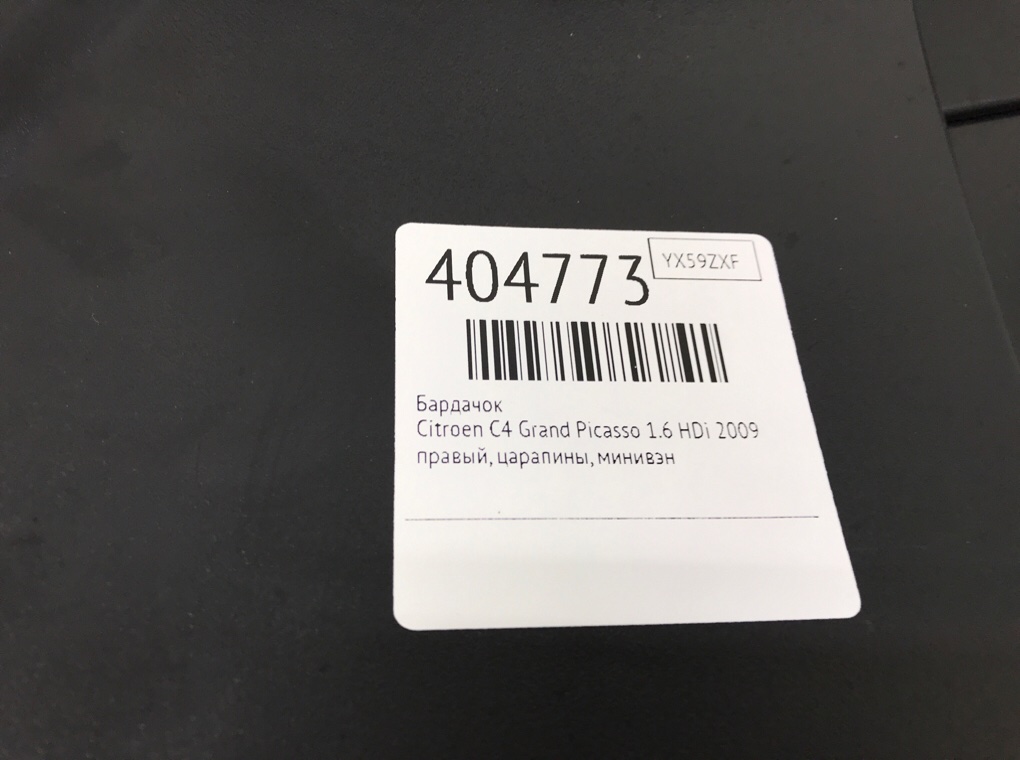 404773
YX59ZXF
Бардачок
Citroen C4 Grand Picasso 1.6 HDi 2009
правый, царапины, минивэн